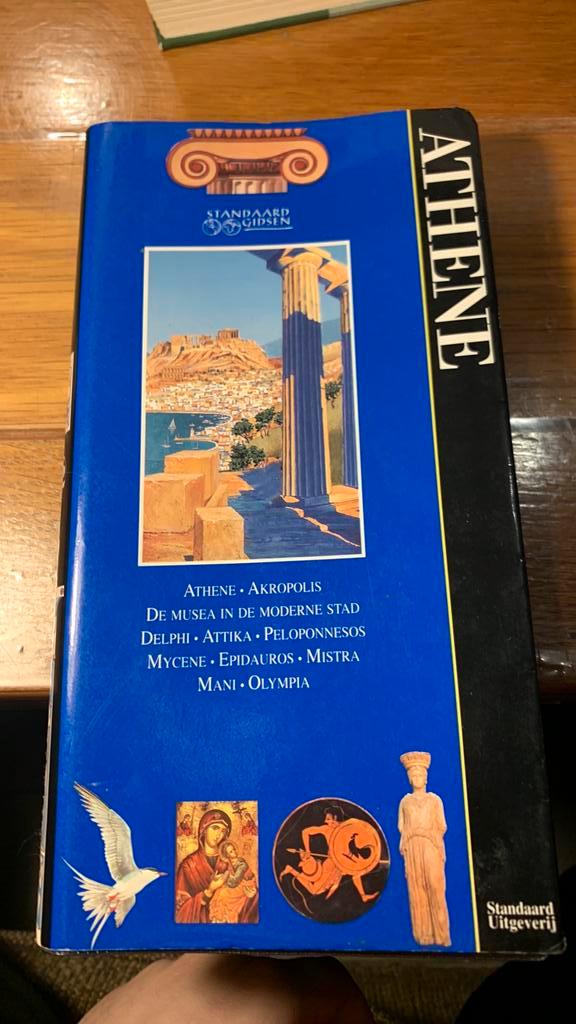 STANDAARD
GIDSEN
ATHENE
ATHENE • AKROPOLIS
DE MUSEA IN DE MODERNE STAD
DELPHI • ATTIKA • PELOPONNESOS
MYCENE • EPIDAUROS • MISTRA
MANI • OLYMPIA
Standaard
Uitgeverij